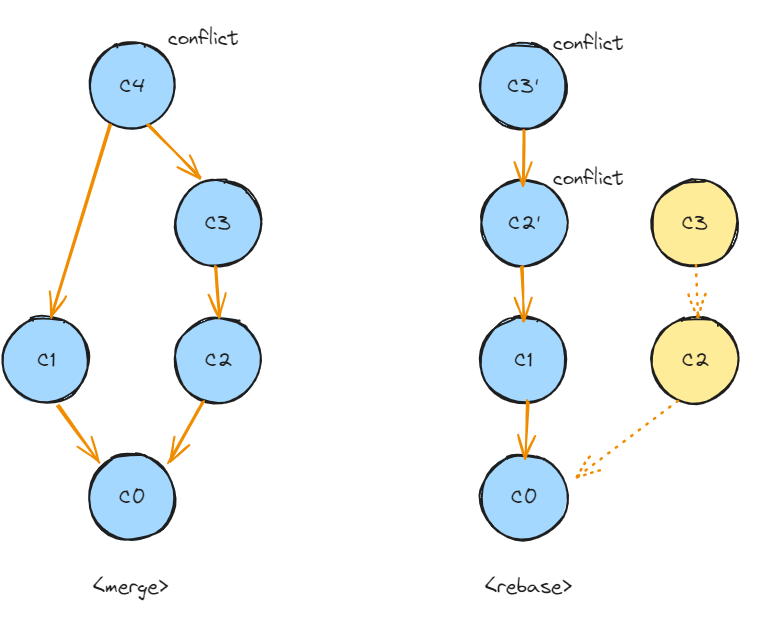 conflict
C4
C3
C1
C2
C0
<merge>
conflict
C3'
conflict
C2'
C3
C1
C2
C0
<rebase>